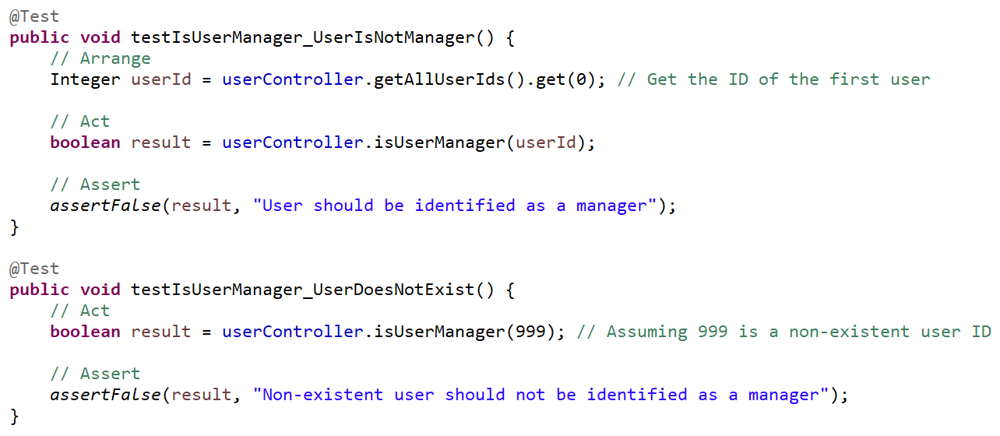 @Test
public void testIsUserManager_UserIsNotManager() {
    // Arrange
    Integer userId = userController.getAllUserIds().get(0); // Get the ID of the first user

    // Act
    boolean result = userController.isUserManager(userId);

    // Assert
    assertFalse(result, "User should be identified as a manager");
}

@Test
public void testIsUserManager_UserDoesNotExist() {
    // Act
    boolean result = userController.isUserManager(999); // Assuming 999 is a non-existent user ID

    // Assert
    assertFalse(result, "Non-existent user should not be identified as a manager");
}